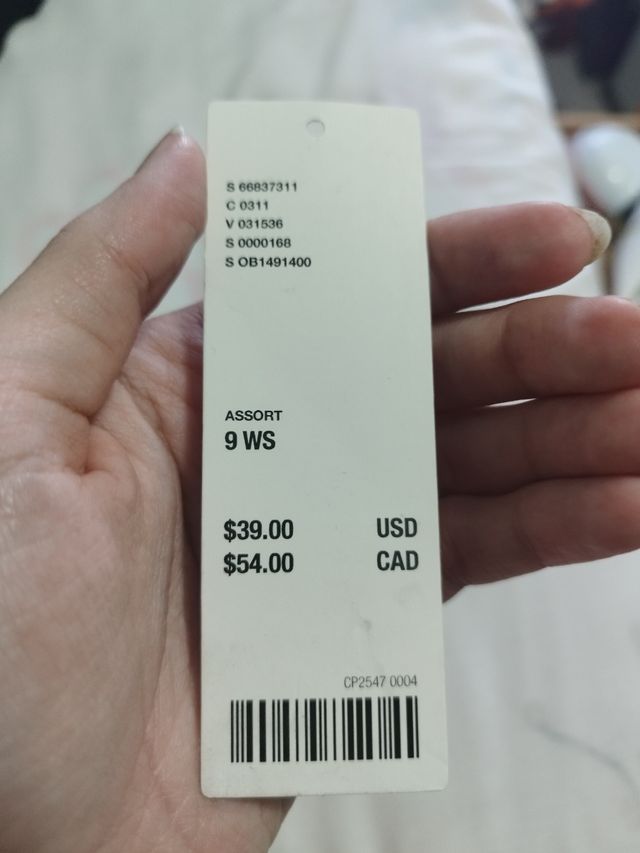 S 66837311
C 0311
V 031536
S 0000168
S OB1491400
ASSORT
9 WS
$39.00 USD
$54.00 CAD
CP2547 0004